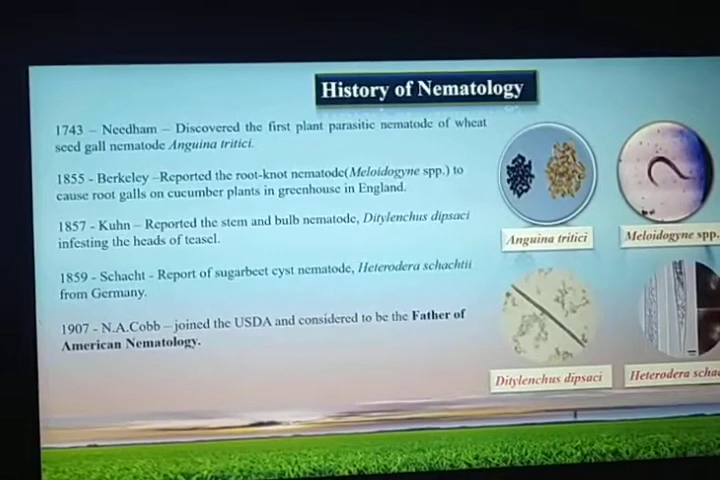 History of Nematology
1743 – Needham – Discovered the first plant parasitic nematode of wheat
seed gall nematode Anguina tritici.
1855 - Berkeley –Reported the root-knot nematode(Meloidogyne spp.) to
cause root galls on cucumber plants in greenhouse in England.
1857 - Kuhn – Reported the stem and bulb nematode, Ditylenchus dipsaci
infesting the heads of teasel.
1859 - Schacht - Report of sugarbeet cyst nematode, Heterodera schachtii
from Germany.
1907 - N.A.Cobb – joined the USDA and considered to be the Father of
American Nematology.
Anguina tritici
Meloidogyne spp.
Ditylenchus dipsaci
Heterodera schac